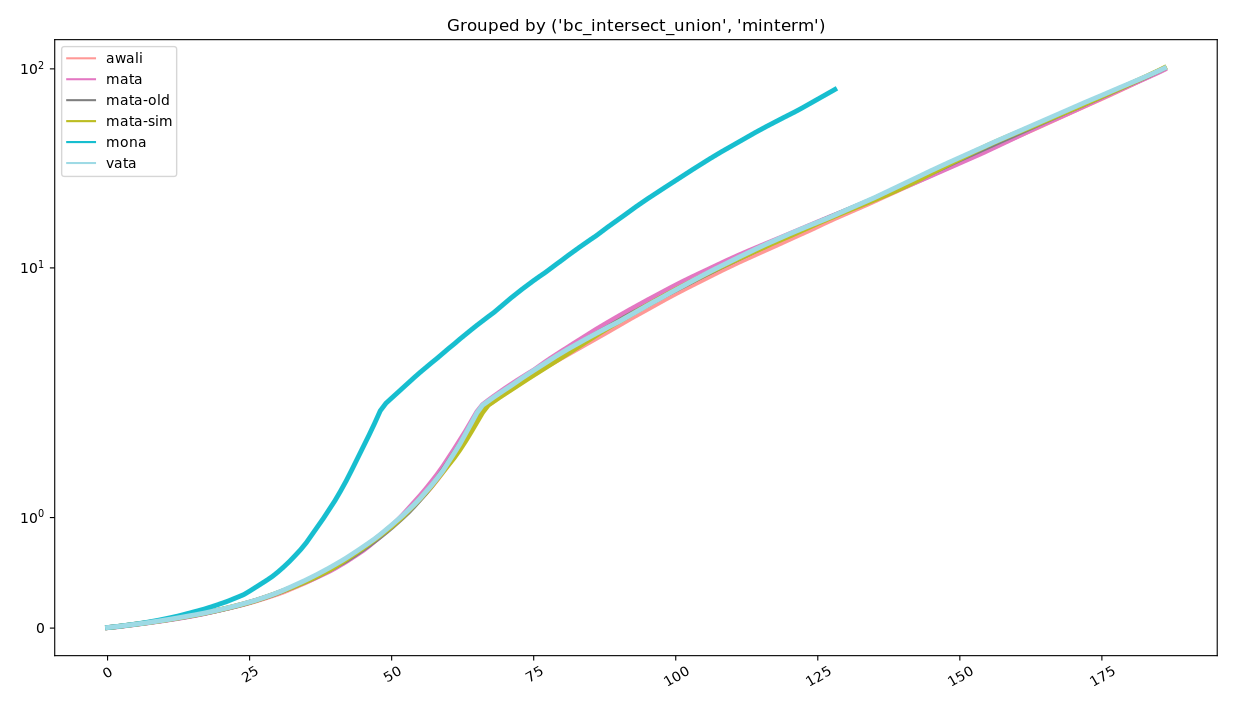 Grouped by ('bc_intersect_union', 'minterm')
awali
mata
mata-old
mata-sim
mona
vata
10²
10¹
10⁰
0
0
25
50
75
100
125
150
175